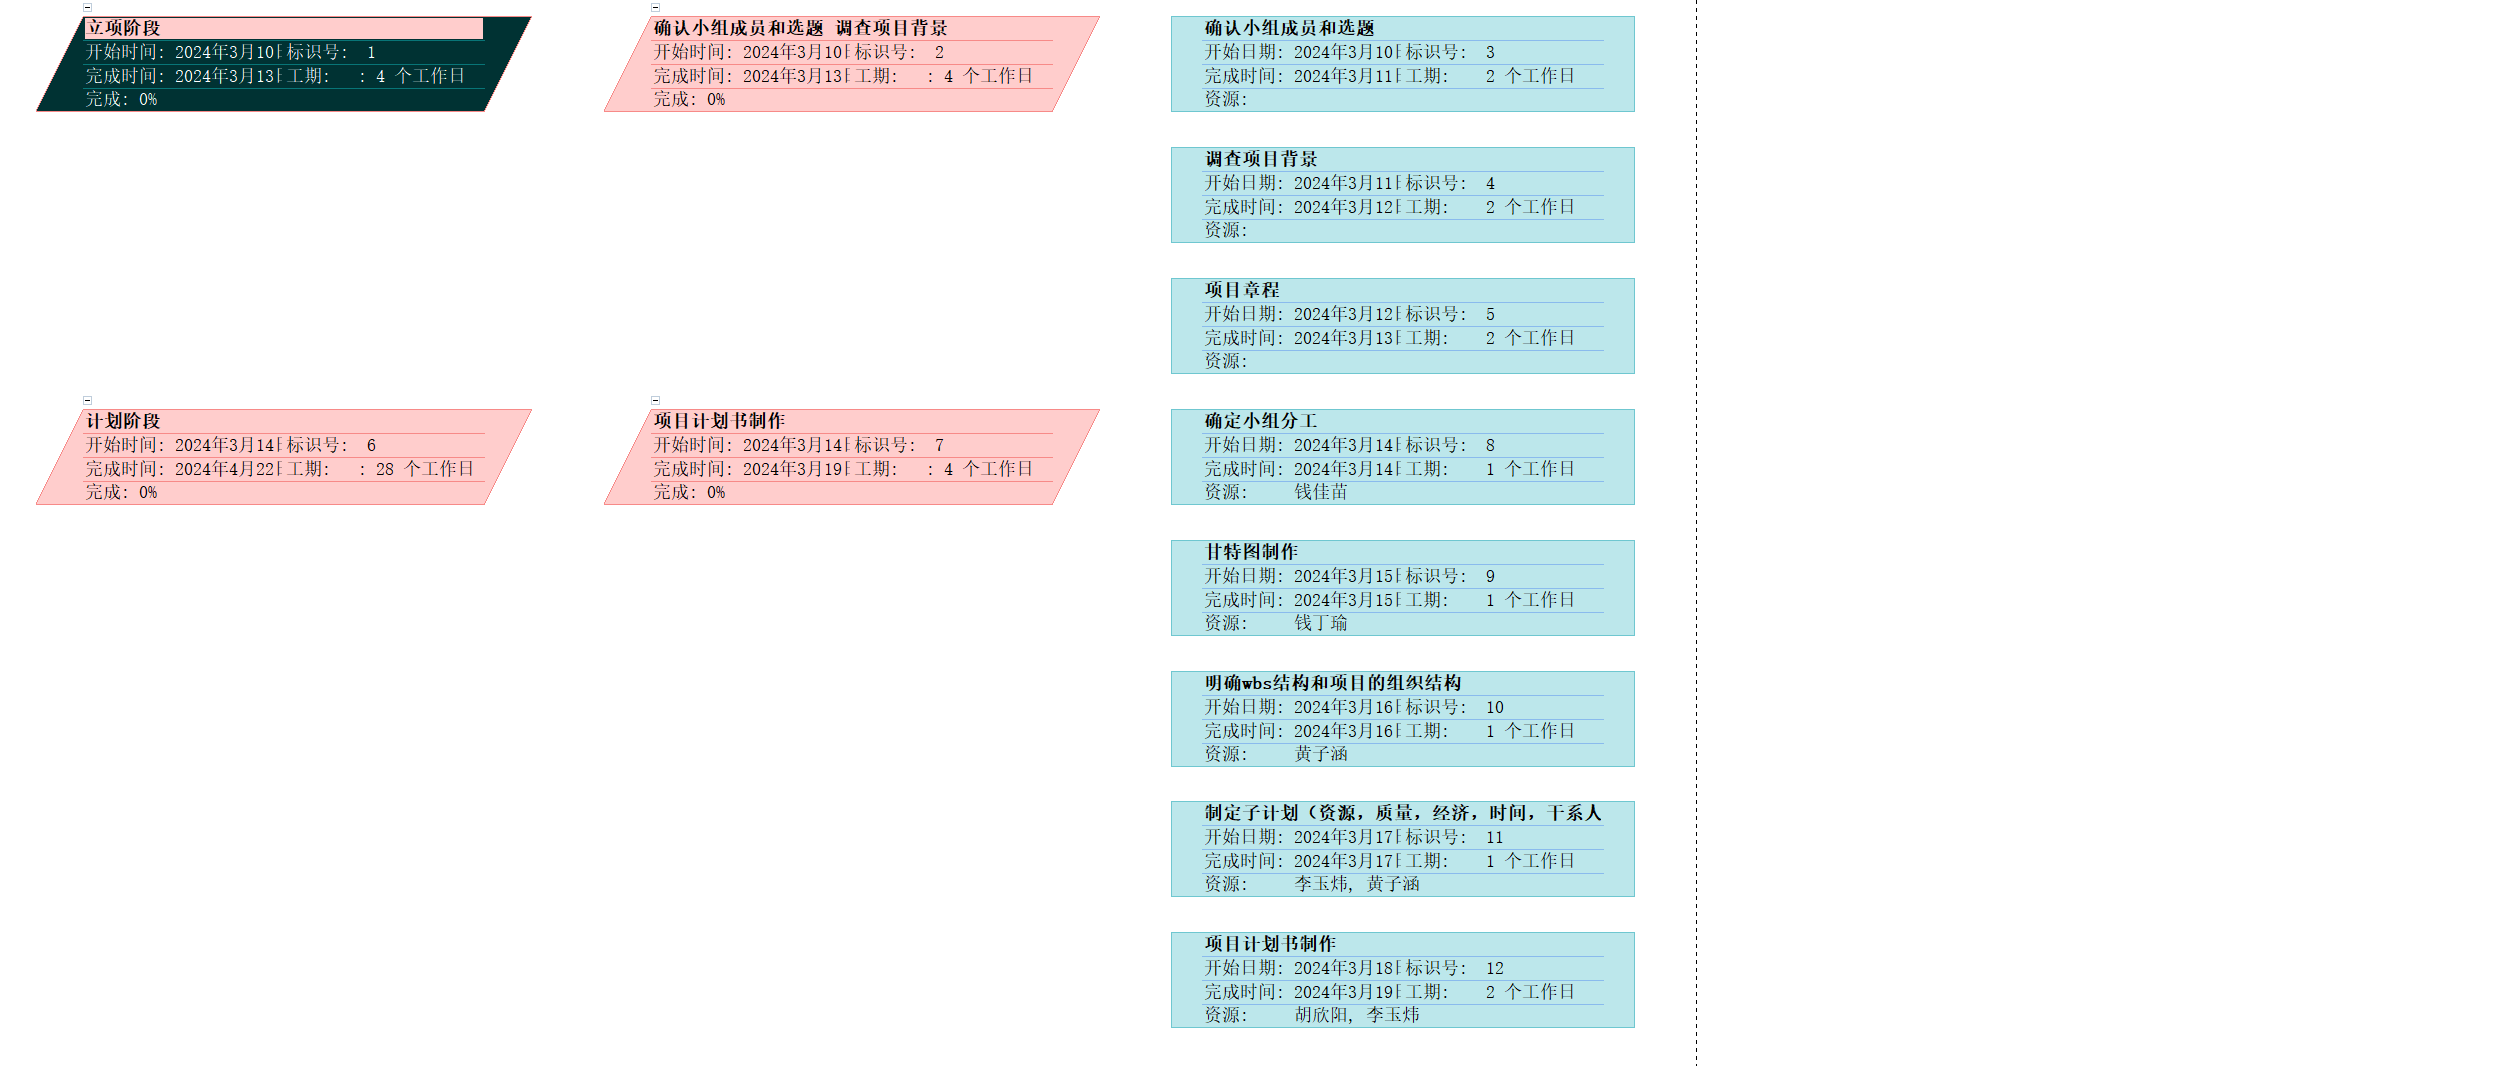 立项阶段
开始时间: 2024年3月10 标识号: 1
完成时间: 2024年3月13 工期: : 4 个工作日
完成: 0%
确认小组成员和选题 调查项目背景
开始时间: 2024年3月10 标识号: 2
完成时间: 2024年3月13 工期: : 4 个工作日
完成: 0%
确认小组成员和选题
开始日期: 2024年3月10 标识号: 3
完成时间: 2024年3月11 工期: 2 个工作日
资源:
调查项目背景
开始日期: 2024年3月11 标识号: 4
完成时间: 2024年3月12 工期: 2 个工作日
资源:
项目章程
开始日期: 2024年3月12 标识号: 5
完成时间: 2024年3月13 工期: 2 个工作日
资源:
计划阶段
开始时间: 2024年3月14 标识号: 6
完成时间: 2024年4月22 工期: : 28 个工作日
完成: 0%
项目计划书制作
开始时间: 2024年3月14 标识号: 7
完成时间: 2024年3月19 工期: : 4 个工作日
完成: 0%
确定小组分工
开始日期: 2024年3月14 标识号: 8
完成时间: 2024年3月14 工期: 1 个工作日
资源: 钱佳苗
甘特图制作
开始日期: 2024年3月15 标识号: 9
完成时间: 2024年3月15 工期: 1 个工作日
资源: 钱丁瑜
明确wbs结构和项目的组织结构
开始日期: 2024年3月16 标识号: 10
完成时间: 2024年3月16 工期: 1 个工作日
资源: 黄子涵
制定子计划（资源，质量，经济，时间，干系人
开始日期: 2024年3月17 标识号: 11
完成时间: 2024年3月17 工期: 1 个工作日
资源: 李玉炜, 黄子涵
项目计划书制作
开始日期: 2024年3月18 标识号: 12
完成时间: 2024年3月19 工期: 2 个工作日
资源: 胡欣阳, 李玉炜